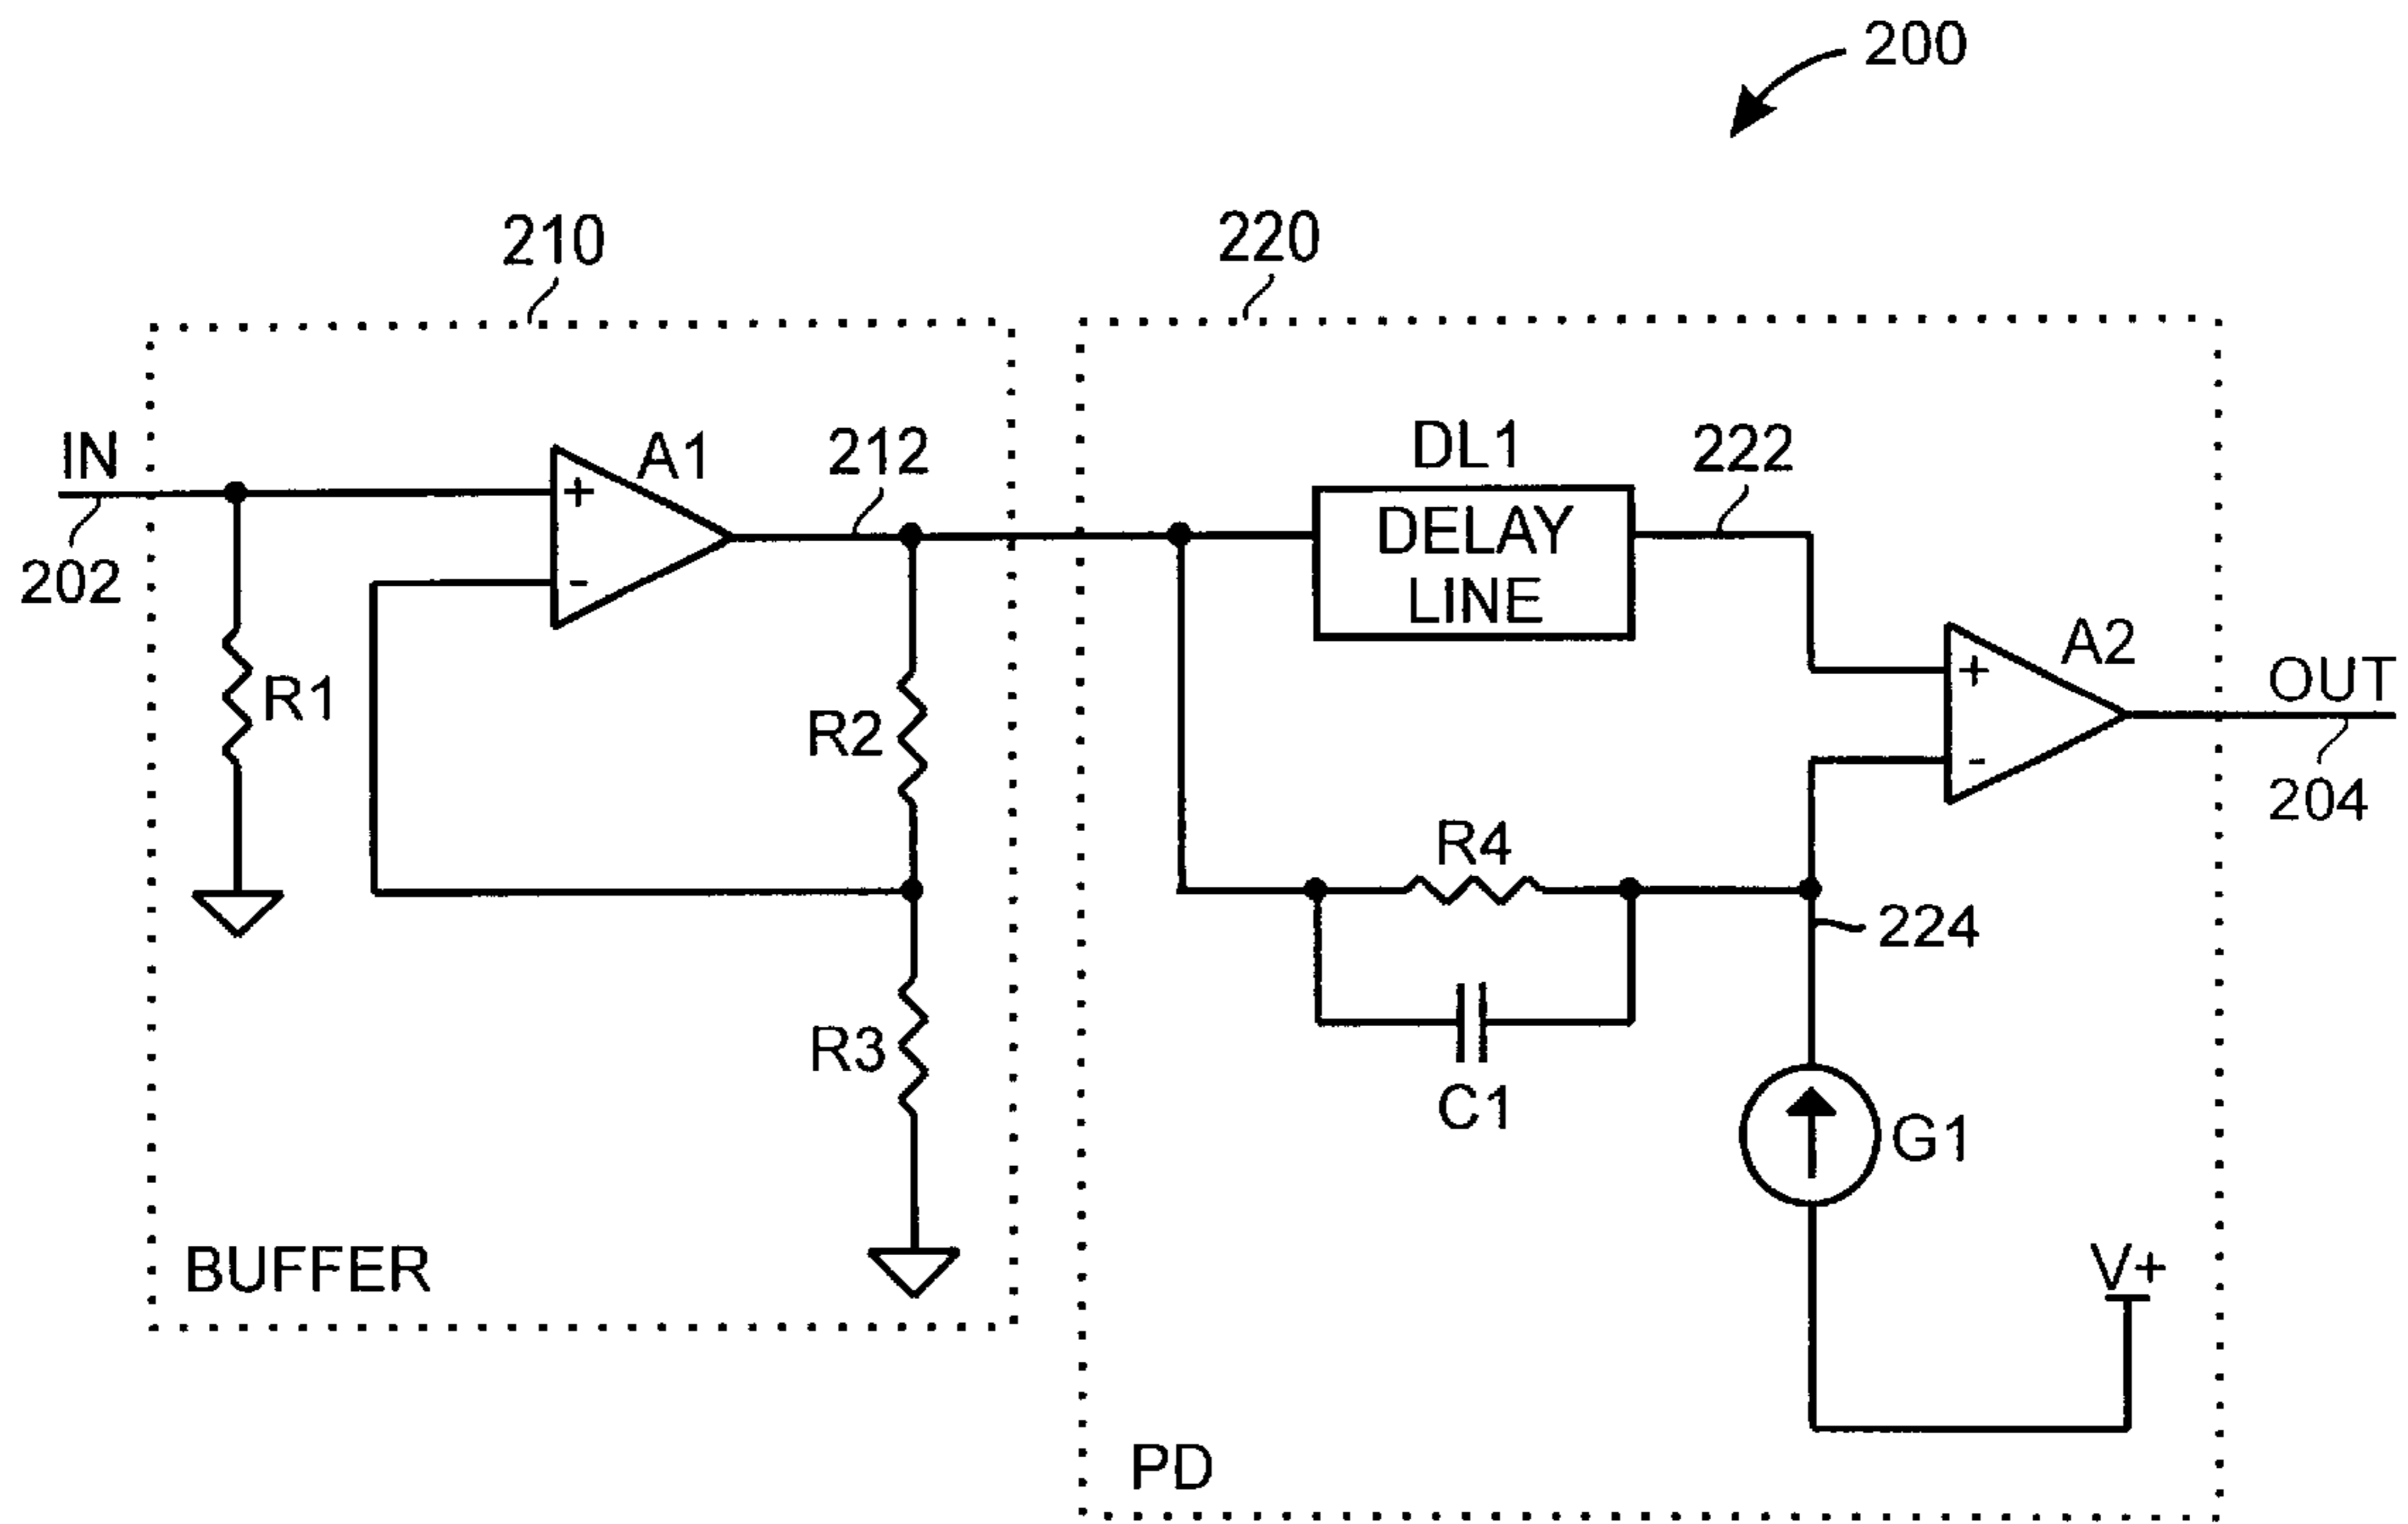 200
210
220
IN
202
A1
+
-
212
R1
R2
R3
BUFFER
DL1
DELAY
LINE
222
A2
+
-
OUT
204
R4
C1
224
G1
V+
PD